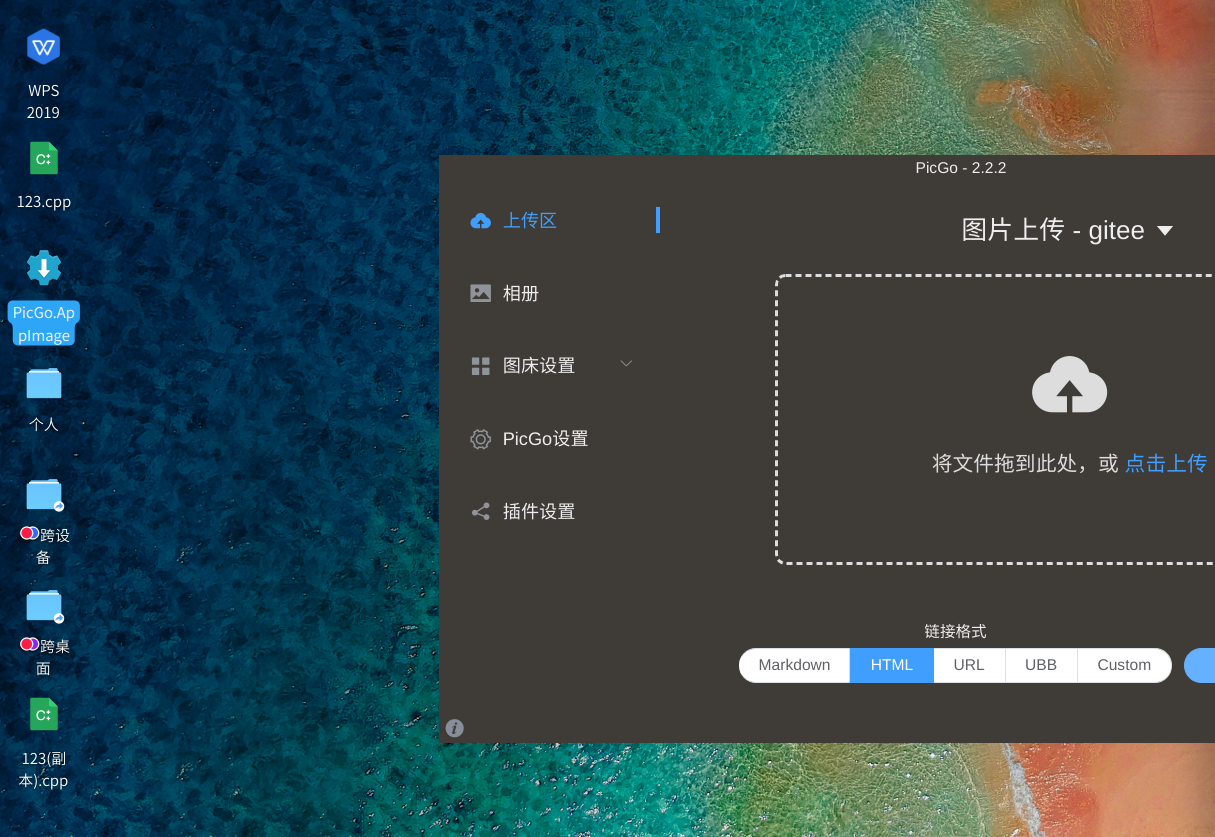 WPS
2019
123.cpp
PicGo.Ap
pImage
个人
跨设
备
跨桌
面
123(副
本).cpp
PicGo - 2.2.2
上传区
相册
图床设置
PicGo设置
插件设置
图片上传 - gitee
将文件拖到此处，或 点击上传
链接格式
Markdown HTML URL UBB Custom